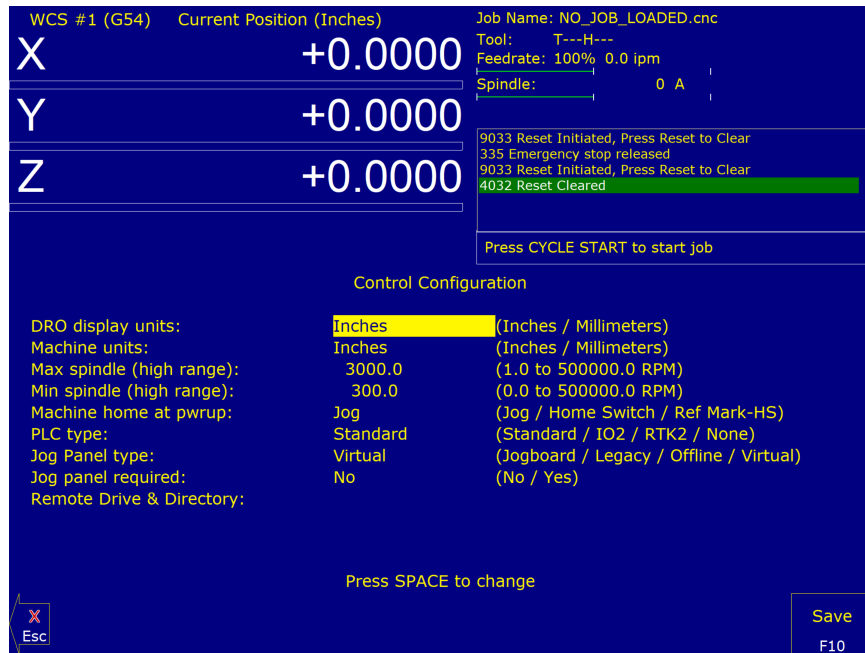 WCS #1 (G54) Current Position (Inches)
X +0.0000
Y +0.0000
Z +0.0000
Job Name: NO_JOB_LOADED.cnc
Tool: T---H---
Feedrate: 100% 0.0 ipm
Spindle: 0 A
9033 Reset Initiated, Press Reset to Clear
335 Emergency stop released
9033 Reset Initiated, Press Reset to Clear
4032 Reset Cleared
Press CYCLE START to start job
Control Configuration
DRO display units: Inches (Inches / Millimeters)
Machine units: Inches (Inches / Millimeters)
Max spindle (high range): 3000.0 (1.0 to 500000.0 RPM)
Min spindle (high range): 300.0 (0.0 to 500000.0 RPM)
Machine home at pwrup: Jog (Jog / Home Switch / Ref Mark-HS)
PLC type: Standard (Standard / IO2 / RTK2 / None)
Jog Panel type: Virtual (Jogboard / Legacy / Offline / Virtual)
Jog panel required: No (No / Yes)
Remote Drive & Directory:
Press SPACE to change
X
Esc
Save
F10